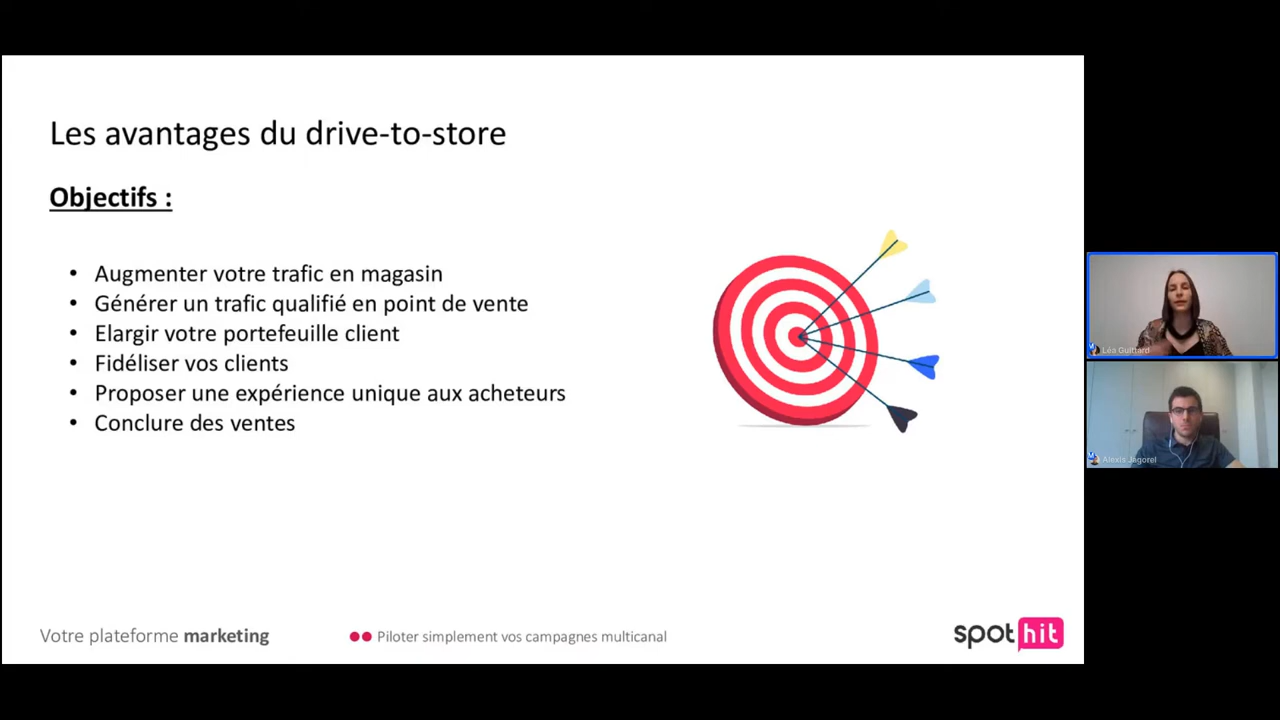 Les avantages du drive-to-store
Objectifs :
• Augmenter votre trafic en magasin
• Générer un trafic qualifié en point de vente
• Elargir votre portefeuille client
• Fidéliser vos clients
• Proposer une expérience unique aux acheteurs
• Conclure des ventes
Votre plateforme marketing
Piloter simplement vos campagnes multicanal
spot hit
Léa Guittard
Alexis Jagorel